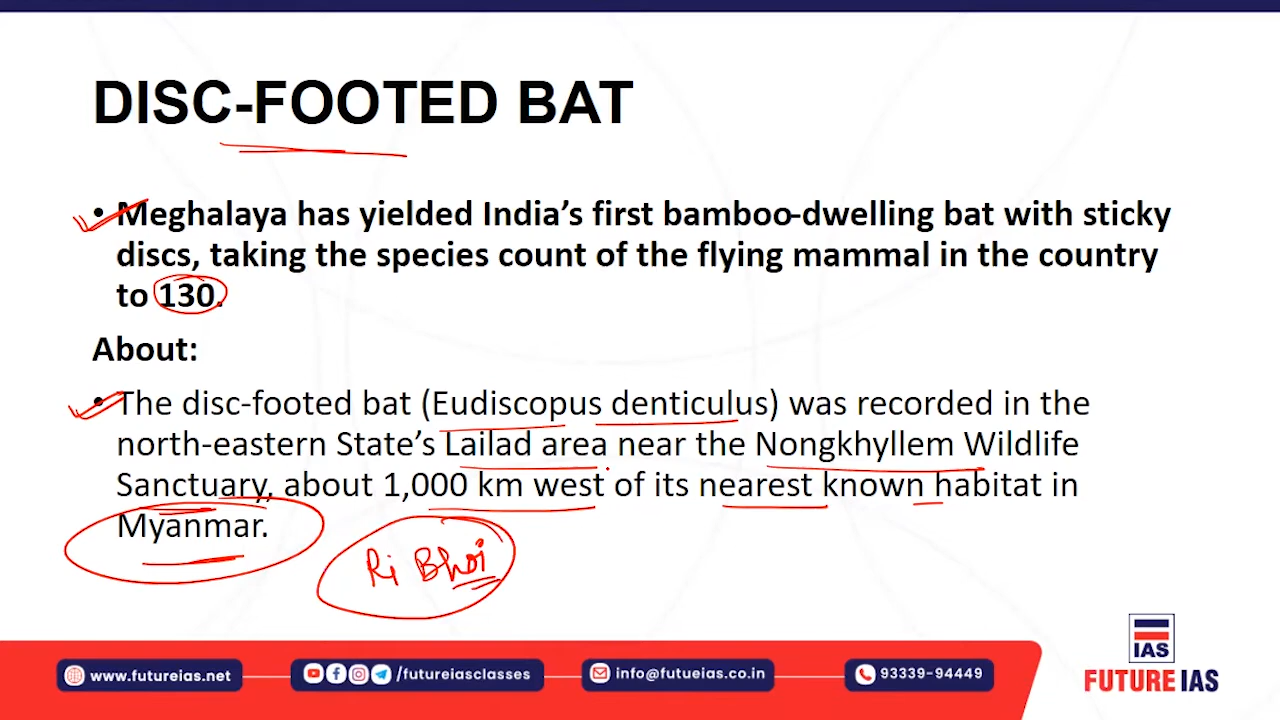 DISC-FOOTED BAT
• Meghalaya has yielded India's first bamboo-dwelling bat with sticky
discs, taking the species count of the flying mammal in the country
to 130.
About:
• The disc-footed bat (Eudiscopus denticulus) was recorded in the
north-eastern State's Lailad area near the Nongkhyllem Wildlife
Sanctuary, about 1,000 km west of its nearest known habitat in
Myanmar.
Ri Bhoi
IAS
FUTURE IAS
www.futureias.net
/futureiasclasses
info@futueias.co.in
93339-94449